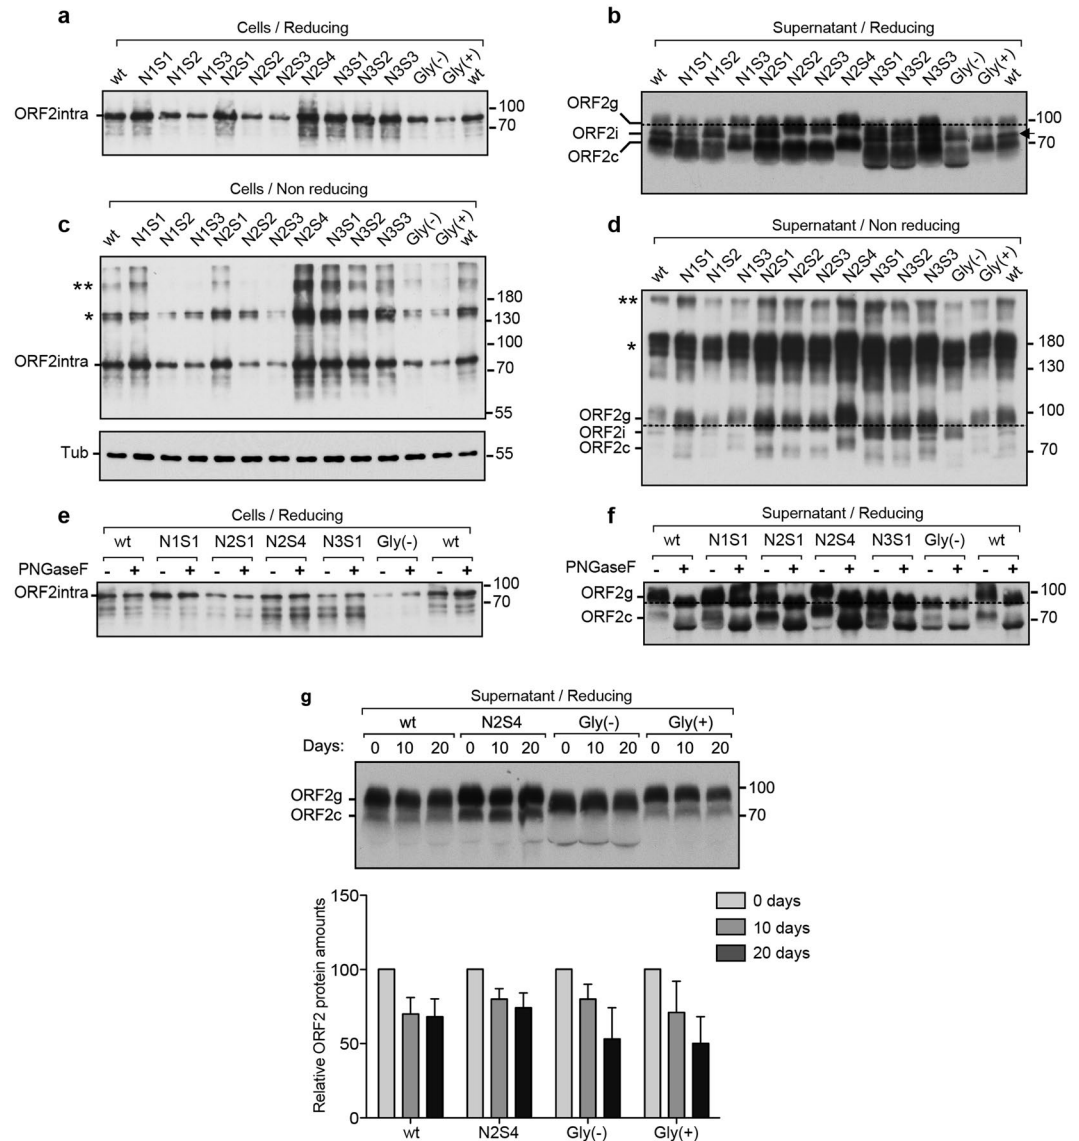 a
Cells / Reducing
wt N1S1 N1S2 N1S3 N2S1 N2S2 N2S3 N2S4 N3S1 N3S2 N3S3 Gly(-) Gly(+) wt
ORF2intra
100
70
b
Supernatant / Reducing
wt N1S1 N1S2 N1S3 N2S1 N2S2 N2S3 N2S4 N3S1 N3S2 N3S3 Gly(-) Gly(+) wt
ORF2g
ORF2i
ORF2c
100
70
c
Cells / Non reducing
wt N1S1 N1S2 N1S3 N2S1 N2S2 N2S3 N2S4 N3S1 N3S2 N3S3 Gly(-) Gly(+) wt
**
*
ORF2intra
180
130
100
70
55
Tub
55
d
Supernatant / Non reducing
wt N1S1 N1S2 N1S3 N2S1 N2S2 N2S3 N2S4 N3S1 N3S2 N3S3 Gly(-) Gly(+) wt
**
*
ORF2g
ORF2i
ORF2c
180
130
100
70
e
Cells / Reducing
wt N1S1 N2S1 N2S4 N3S1 Gly(-) wt
PNGaseF - + - + - + - + - + - + - +
ORF2intra
100
70
f
Supernatant / Reducing
wt N1S1 N2S1 N2S4 N3S1 Gly(-) wt
PNGaseF - + - + - + - + - + - + - +
ORF2g
ORF2c
100
70
g
Supernatant / Reducing
wt N2S4 Gly(-) Gly(+)
Days: 0 10 20 0 10 20 0 10 20 0 10 20
ORF2g
ORF2c
100
70
Relative ORF2 protein amounts
150
100
50
0
wt N2S4 Gly(-) Gly(+)
0 days
10 days
20 days